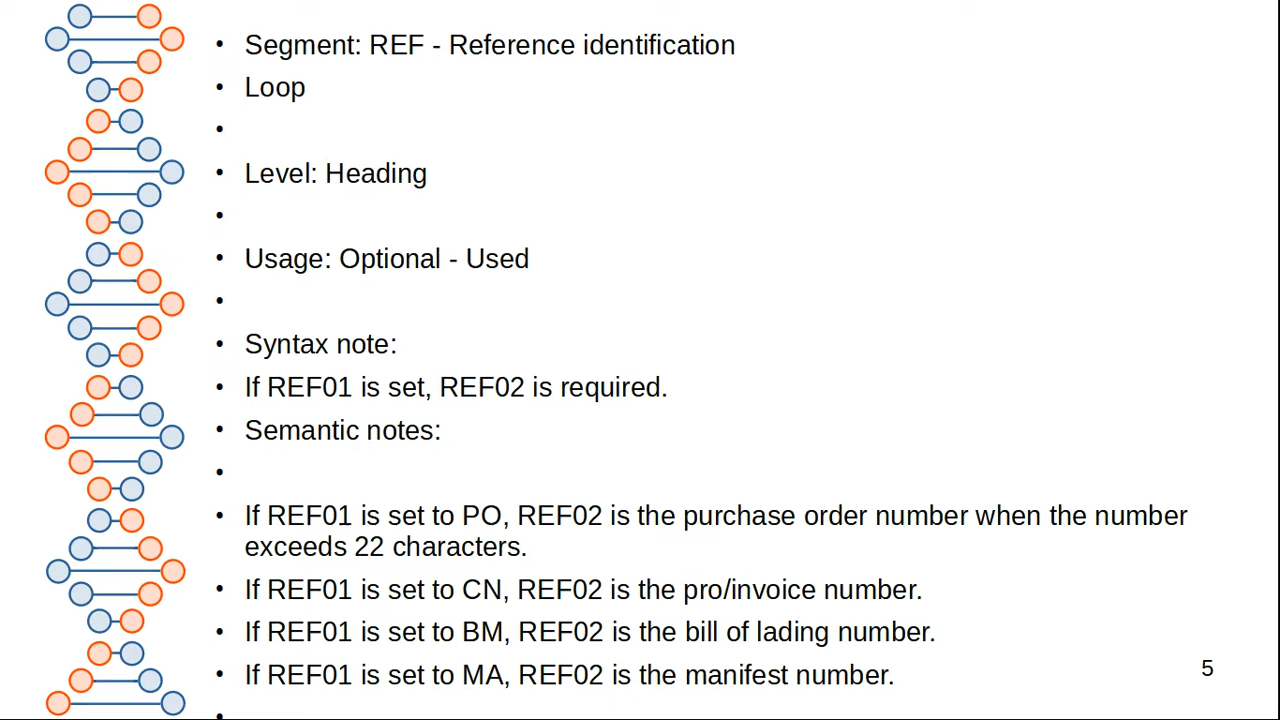 • Segment: REF - Reference identification
• Loop
•
• Level: Heading
•
• Usage: Optional - Used
•
• Syntax note:
• If REF01 is set, REF02 is required.
• Semantic notes:
•
• If REF01 is set to PO, REF02 is the purchase order number when the number
exceeds 22 characters.
• If REF01 is set to CN, REF02 is the pro/invoice number.
• If REF01 is set to BM, REF02 is the bill of lading number.
• If REF01 is set to MA, REF02 is the manifest number.
5
•